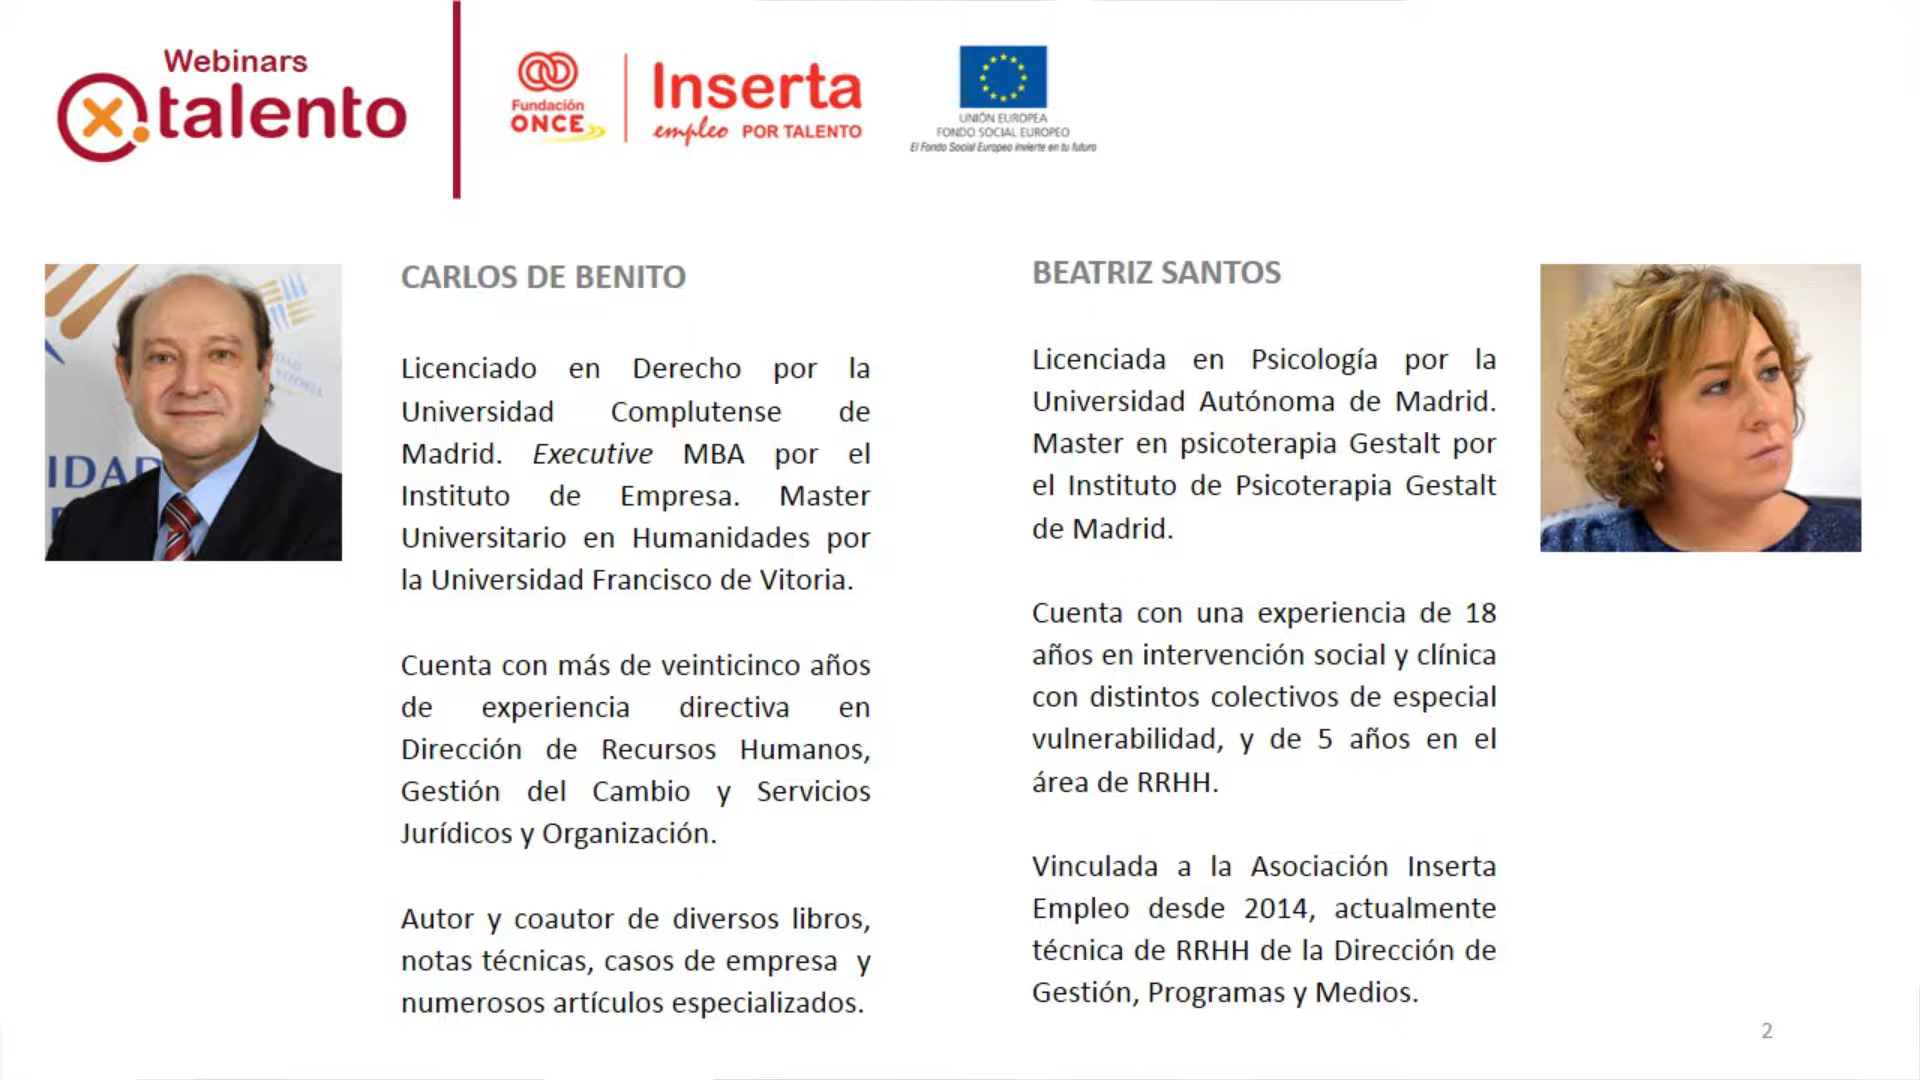 Webinars
x.talento
Fundación
ONCE
Inserta
empleo POR TALENTO
UNIÓN EUROPEA
FONDO SOCIAL EUROPEO
El Fondo Social Europeo invierte en tu futuro
CARLOS DE BENITO
Licenciado en Derecho por la
Universidad Complutense de
Madrid. Executive MBA por el
Instituto de Empresa. Master
Universitario en Humanidades por
la Universidad Francisco de Vitoria.
Cuenta con más de veinticinco años
de experiencia directiva en
Dirección de Recursos Humanos,
Gestión del Cambio y Servicios
Jurídicos y Organización.
Autor y coautor de diversos libros,
notas técnicas, casos de empresa y
numerosos artículos especializados.
BEATRIZ SANTOS
Licenciada en Psicología por la
Universidad Autónoma de Madrid.
Master en psicoterapia Gestalt por
el Instituto de Psicoterapia Gestalt
de Madrid.
Cuenta con una experiencia de 18
años en intervención social y clínica
con distintos colectivos de especial
vulnerabilidad, y de 5 años en el
área de RRHH.
Vinculada a la Asociación Inserta
Empleo desde 2014, actualmente
técnica de RRHH de la Dirección de
Gestión, Programas y Medios.
2